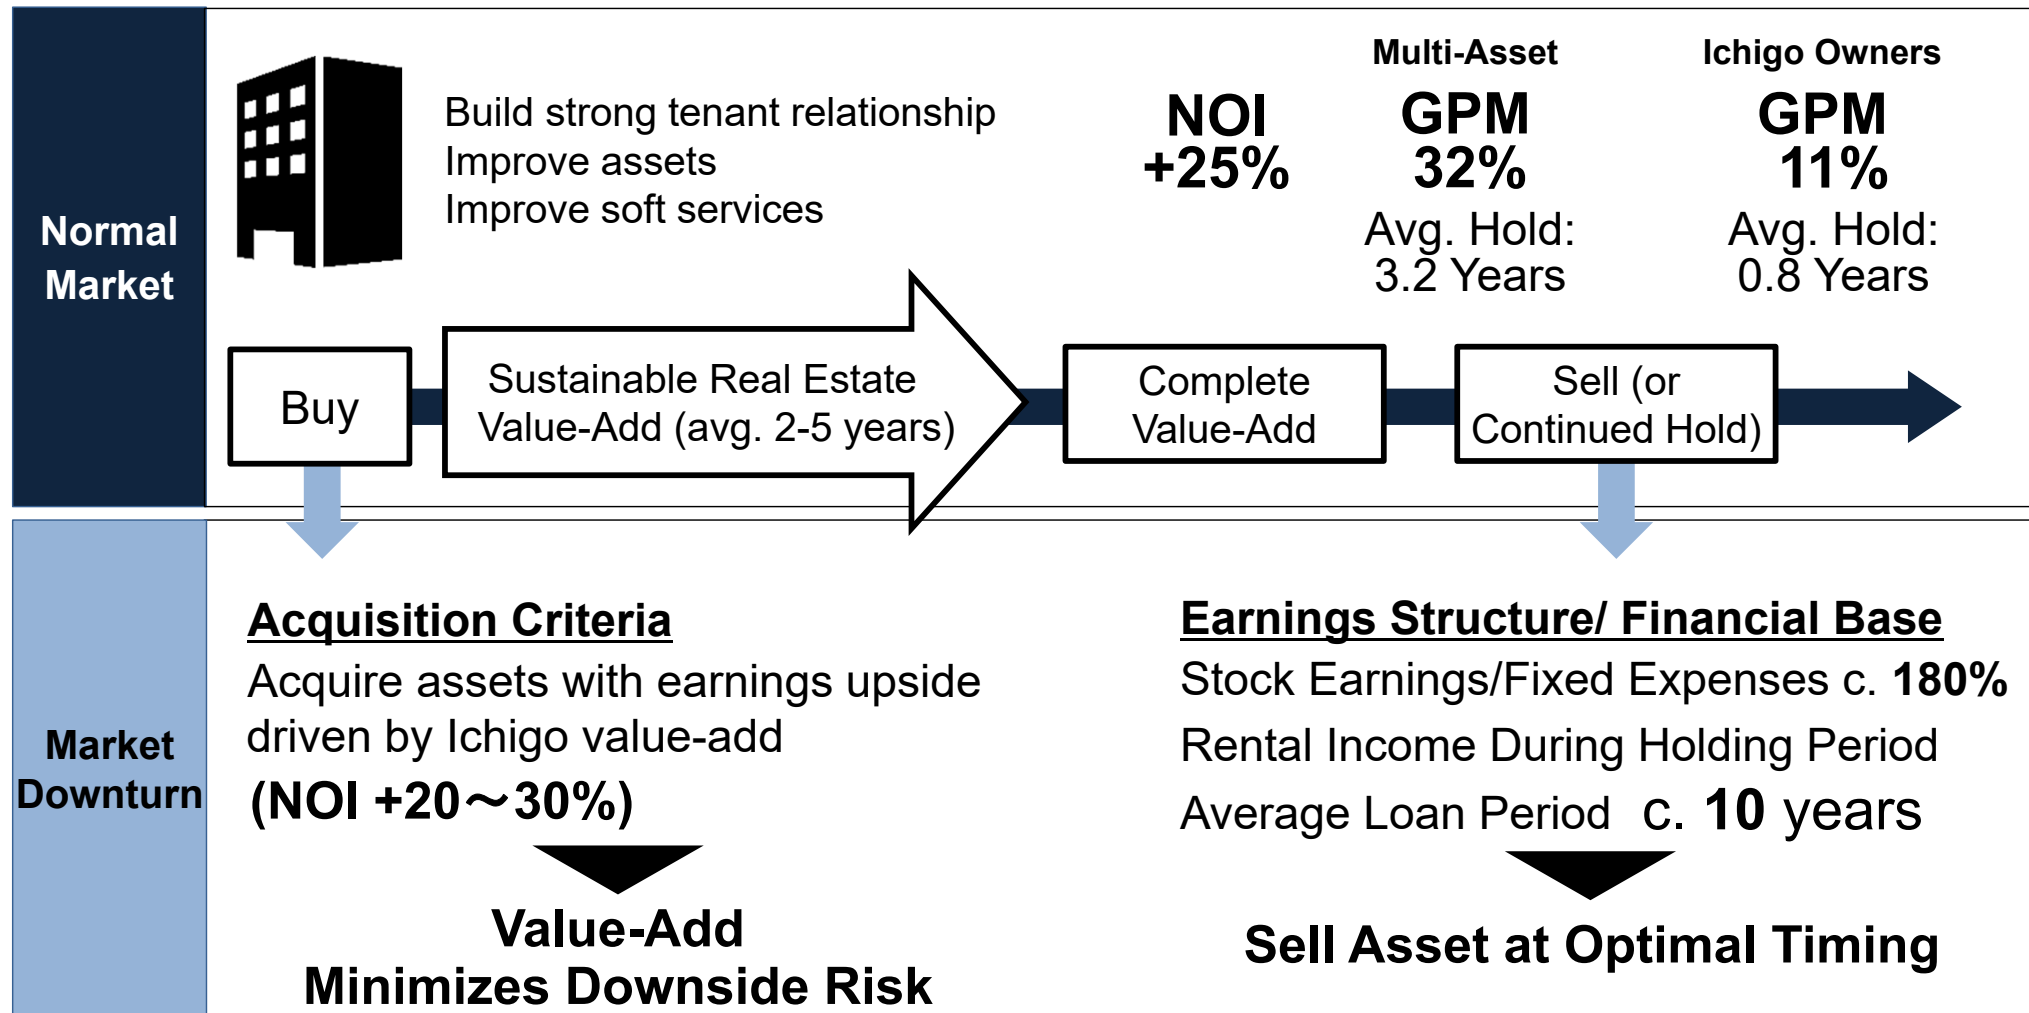 Normal
Market
Build strong tenant relationship
Improve assets
Improve soft services
NOI
+25%
Multi-Asset
GPM
32%
Avg. Hold:
3.2 Years
Ichigo Owners
GPM
11%
Avg. Hold:
0.8 Years
Buy
Sustainable Real Estate
Value-Add (avg. 2-5 years)
Complete
Value-Add
Sell (or
Continued Hold)
Market
Downturn
Acquisition Criteria
Acquire assets with earnings upside
driven by Ichigo value-add
(NOI +20～30%)
Value-Add
Minimizes Downside Risk
Earnings Structure/ Financial Base
Stock Earnings/Fixed Expenses c. 180%
Rental Income During Holding Period
Average Loan Period c. 10 years
Sell Asset at Optimal Timing